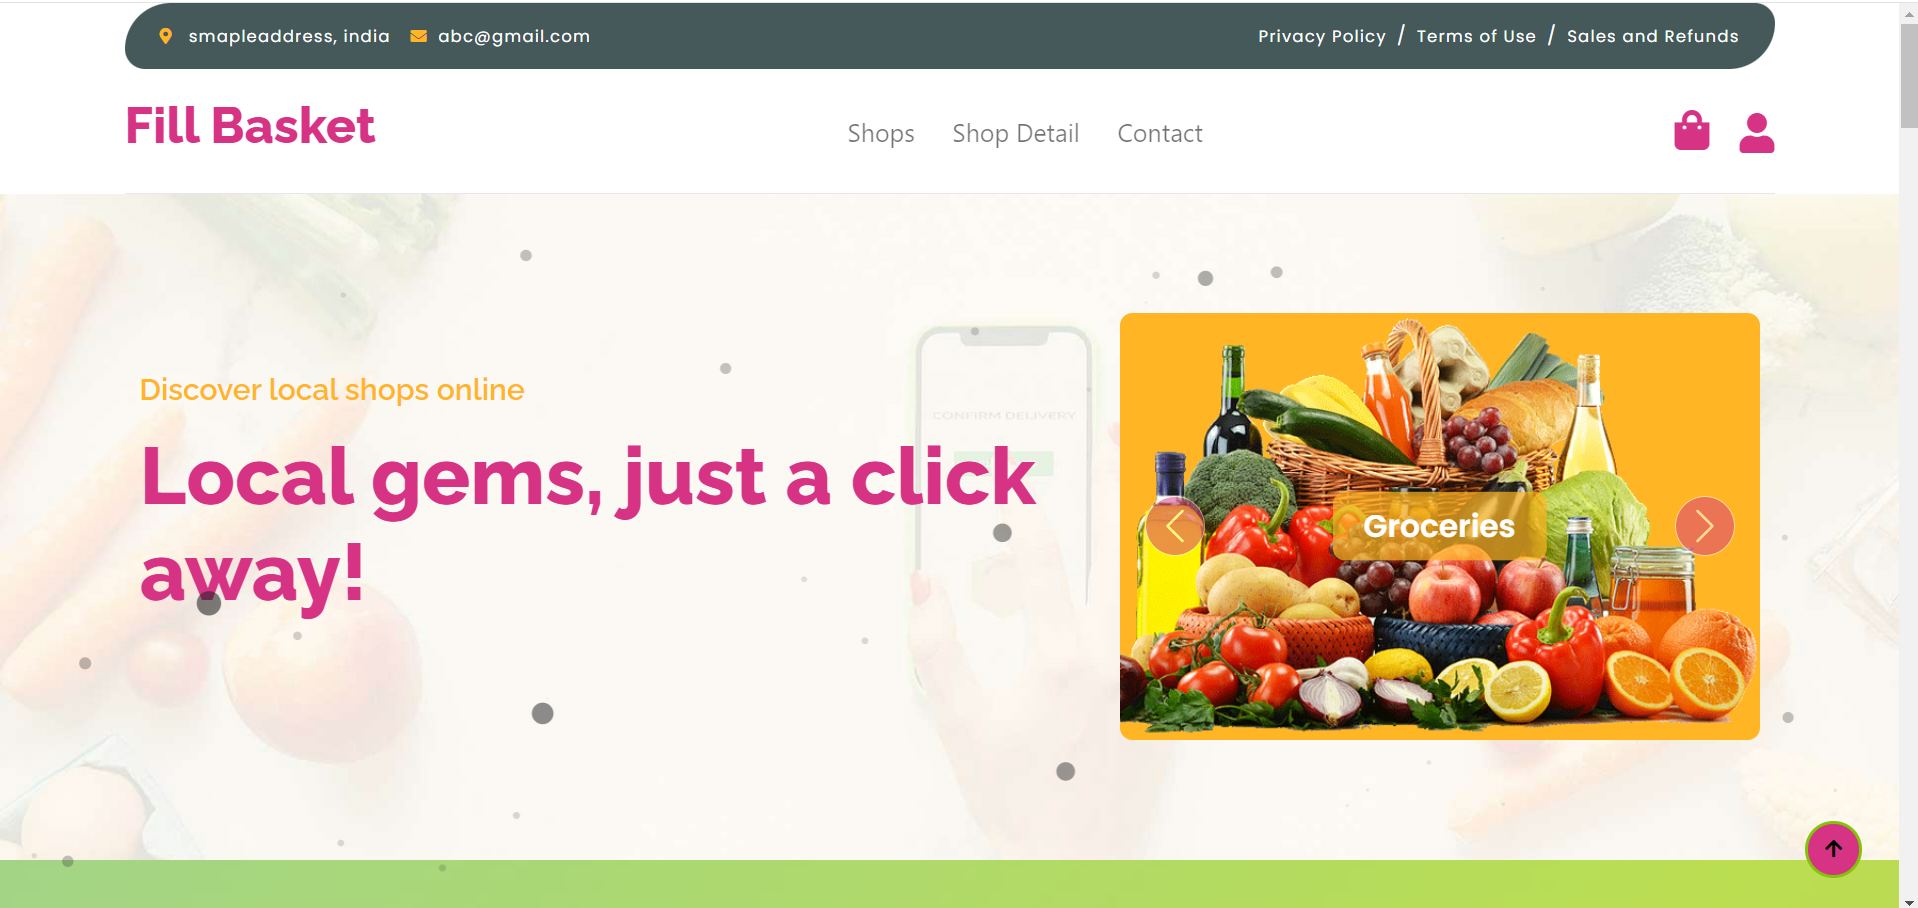 smapleaddress, india abc@gmail.com Privacy Policy / Terms of Use / Sales and Refunds
Fill Basket Shops Shop Detail Contact
Discover local shops online
Local gems, just a click
away!
CONFIRM DELIVERY
Groceries